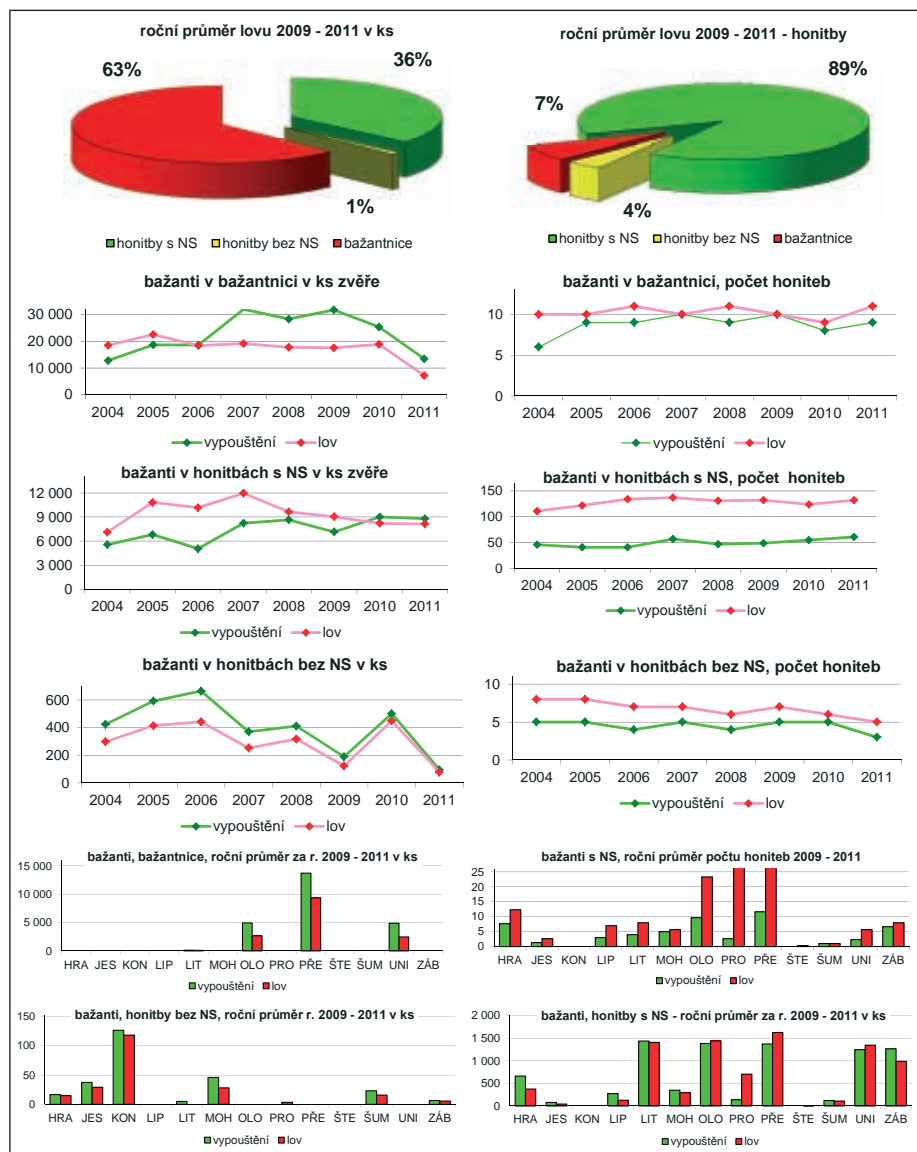 roční průměr lovu 2009 - 2011 v ks
63%
36%
1%
honitby s NS honitby bez NS bažantnice
roční průměr lovu 2009 - 2011 - honitby
89%
7%
4%
honitby s NS honitby bez NS bažantnice
bažanti v bažantnici v ks zvěře
30 000
20 000
10 000
0
2004 2005 2006 2007 2008 2009 2010 2011
vypouštění lov
bažanti v bažantnici, počet honiteb
10
5
0
2004 2005 2006 2007 2008 2009 2010 2011
vypouštění lov
bažanti v honitbách s NS v ks zvěře
12 000
9 000
6 000
3 000
0
2004 2005 2006 2007 2008 2009 2010 2011
vypouštění lov
bažanti v honitbách s NS, počet honiteb
150
100
50
0
2004 2005 2006 2007 2008 2009 2010 2011
vypouštění lov
bažanti v honitbách bez NS v ks
600
400
200
0
2004 2005 2006 2007 2008 2009 2010 2011
vypouštění lov
bažanti v honitbách bez NS, počet honiteb
10
5
0
2004 2005 2006 2007 2008 2009 2010 2011
vypouštění lov
bažanti, bažantnice, roční průměr za r. 2009 - 2011 v ks
15 000
10 000
5 000
0
HRA JES KON LIP LIT MOH OLO PRO PŘE ŠTE ŠUM UNI ZÁB
vypouštění lov
bažanti s NS, roční průměr počtu honiteb 2009 - 2011
25
20
15
10
5
0
HRA JES KON LIP LIT MOH OLO PRO PŘE ŠTE ŠUM UNI ZÁB
vypouštění lov
bažanti, honitby bez NS, roční průměr r. 2009 - 2011 v ks
150
100
50
0
HRA JES KON LIP LIT MOH OLO PRO PŘE ŠTE ŠUM UNI ZÁB
vypouštění lov
bažanti, honitby s NS - roční průměr za r. 2009 - 2011 v ks
2 000
1 500
1 000
500
0
HRA JES KON LIP LIT MOH OLO PRO PŘE ŠTE ŠUM UNI ZÁB
vypouštění lov